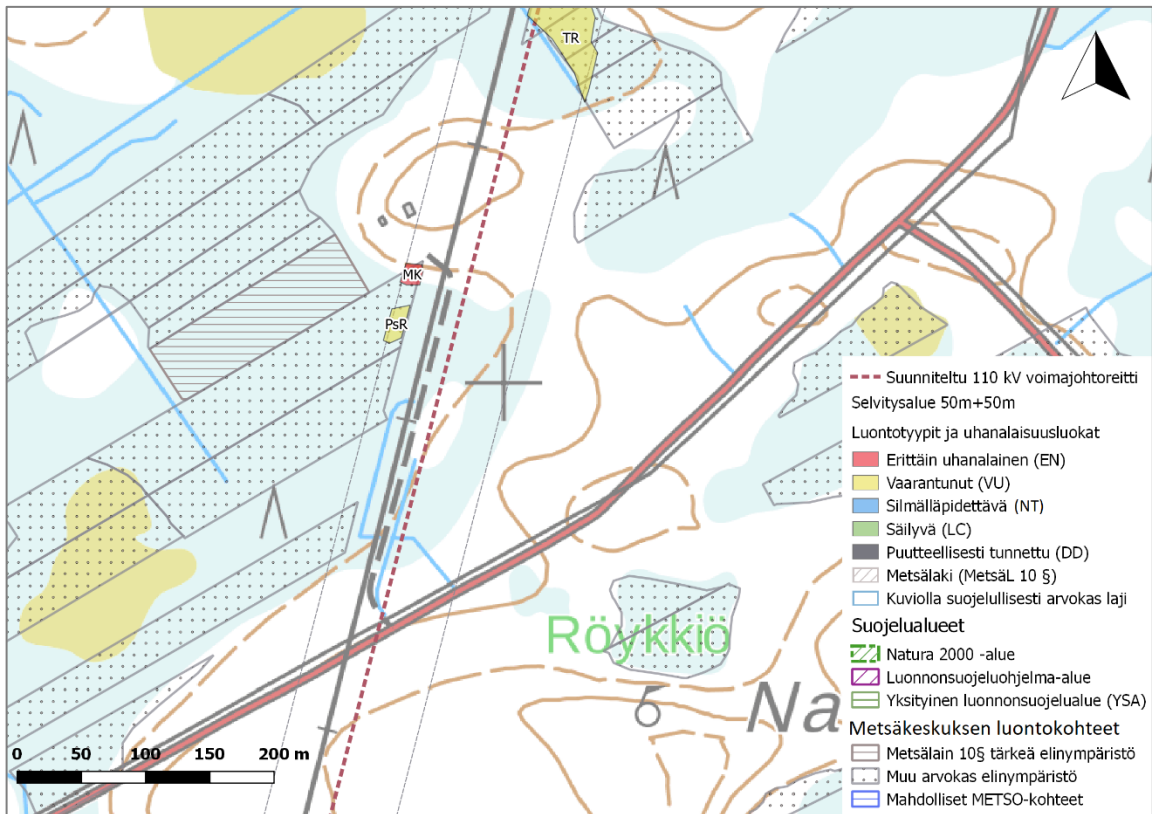 TR
MK
PsR
Röykkiö
Na
0 50 100 150 200 m
Suunniteltu 110 kV voimajohtoreitti
Selvitysalue 50m+50m
Luontotyypit ja uhanalaisuusluokat
Erittäin uhanalainen (EN)
Vaarantunut (VU)
Silmälläpidettävä (NT)
Säilyvä (LC)
Puutteellisesti tunnettu (DD)
Metsälaki (MetsäL 10 §)
Kuviolla suojelullisesti arvokas laji
Suojelualueet
Natura 2000 -alue
Luonnonsuojeluohjelma-alue
Yksityinen luonnonsuojelualue (YSA)
Metsäkeskuksen luontokohteet
Metsälain 10§ tärkeä elinympäristö
Muu arvokas elinympäristö
Mahdolliset METSO-kohteet